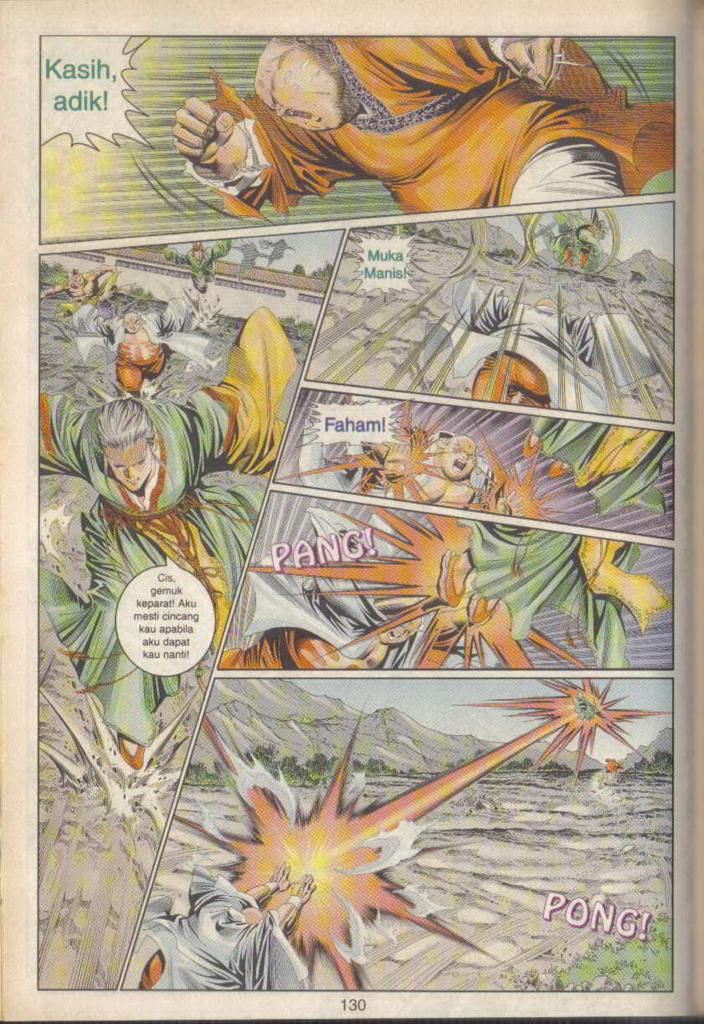 Kasih,
adik!
Muka
Manis!
Faham!
PANG!
Cis,
gemuk
keparat! Aku
mesti cincang
kau apabila
aku dapat
kau nanti!
PONG!
130